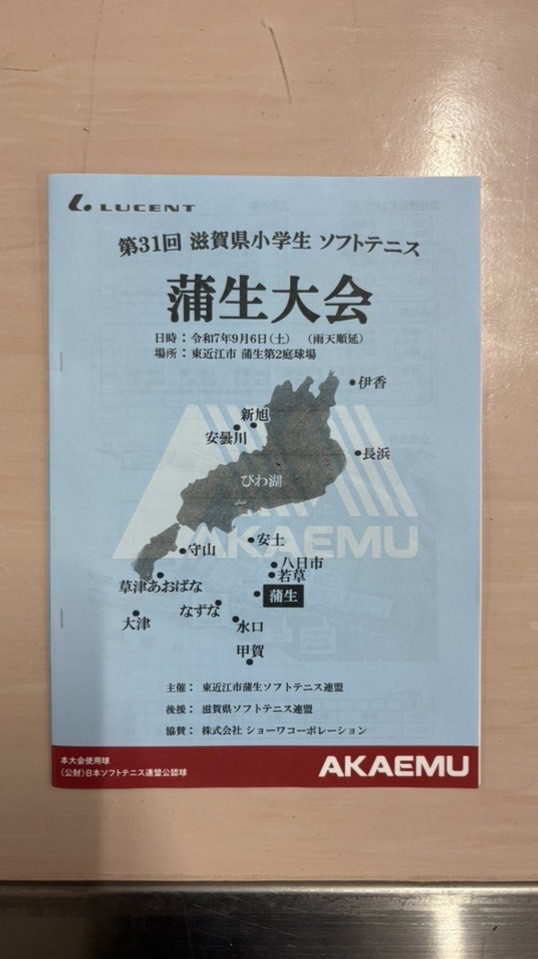 LUCENT
第31回 滋賀県小学生 ソフトテニス
蒲生大会
日時：令和7年9月6日（土）　（雨天順延）
場所：東近江市 蒲生第2庭球場
伊香
新旭
安曇川
長浜
びわ湖
AKAEMU
安土
守山
八日市
若草
草津あおばな
蒲生
なずな
大津
水口
甲賀
主催： 東近江市蒲生ソフトテニス連盟
後援： 滋賀県ソフトテニス連盟
協賛： 株式会社 ショーワコーポレーション
本大会使用球
（公財）日本ソフトテニス連盟公認球
AKAEMU